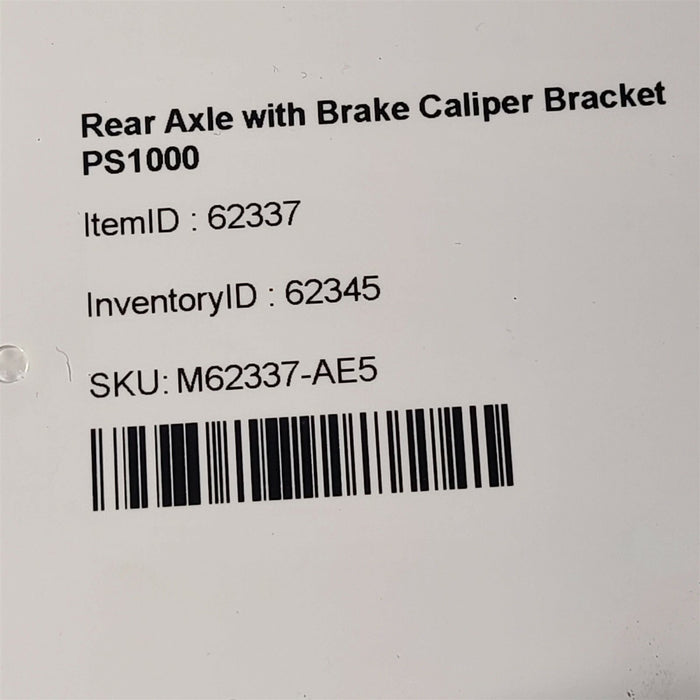 Rear Axle with Brake Caliper Bracket
PS1000
ItemID : 62337
InventoryID : 62345
SKU: M62337-AE5